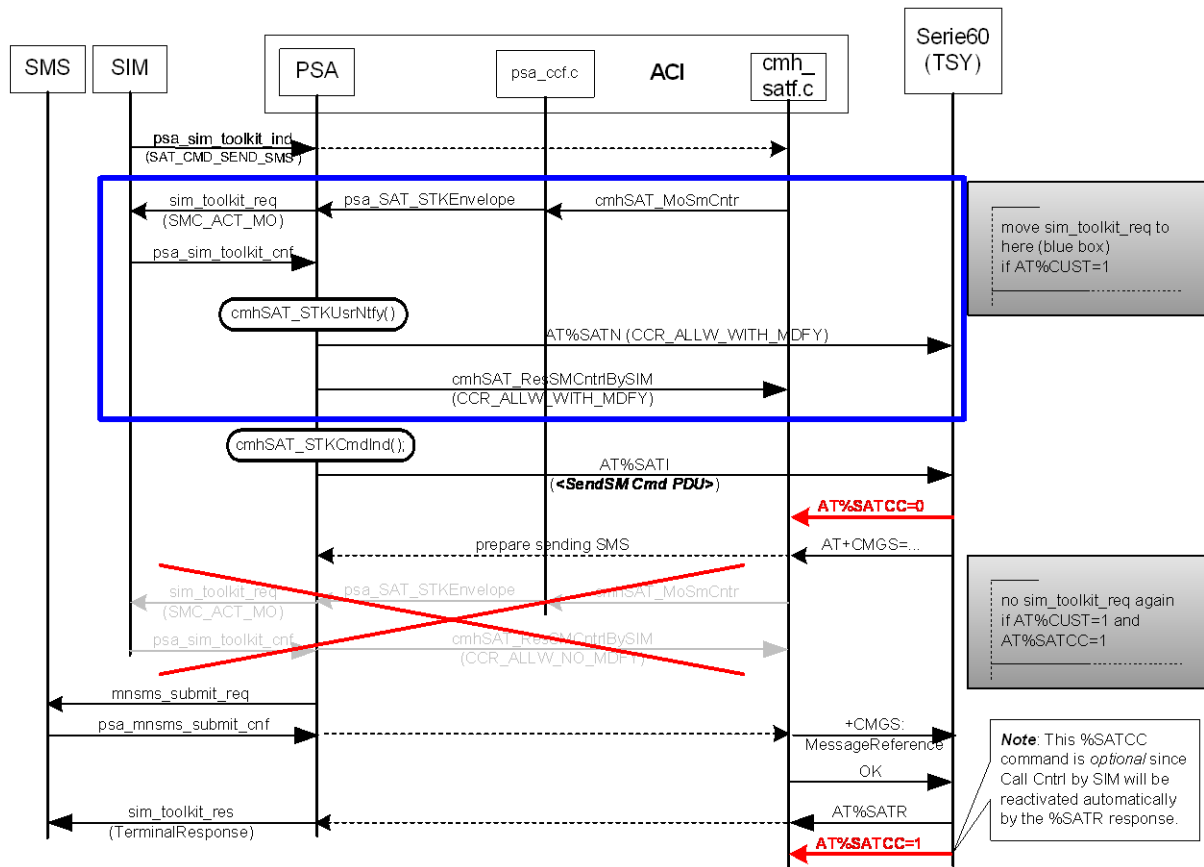 SMS
SIM
PSA
psa_ccf.c
ACI
cmh_
satf.c
Serie60
(TSY)
psa_sim_toolkit_ind
(SAT_CMD_SEND_SMS)
sim_toolkit_req
(SMC_ACT_MO)
psa_SAT_STKEnvelope
cmhSAT_MoSmCntr
move sim_toolkit_req to
here (blue box)
if AT%CUST=1
psa_sim_toolkit_cnf
cmhSAT_STKUsrNtfy()
AT%SATN (CCR_ALLW_WITH_MDFY)
cmhSAT_ResSMCntrlBySIM
(CCR_ALLW_WITH_MDFY)
cmhSAT_STKCmdInd();
AT%SATI
(<SendSM Cmd PDU>)
AT%SATCC=0
prepare sending SMS
AT+CMGS=...
sim_toolkit_req
(SMC_ACT_MO)
psa_SAT_STKEnvelope
cmhSAT_MoSmCntr
no sim_toolkit_req again
if AT%CUST=1 and
AT%SATCC=1
psa_sim_toolkit_cnf
cmhSAT_ResSMCntrlBySIM
(CCR_ALLW_NO_MDFY)
mnsms_submit_req
psa_mnsms_submit_cnf
+CMGS:
MessageReference
OK
Note: This %SATCC
command is optional since
Call Cntrl by SIM will be
reactivated automatically
by the %SATR response.
sim_toolkit_res
(TerminalResponse)
AT%SATR
AT%SATCC=1